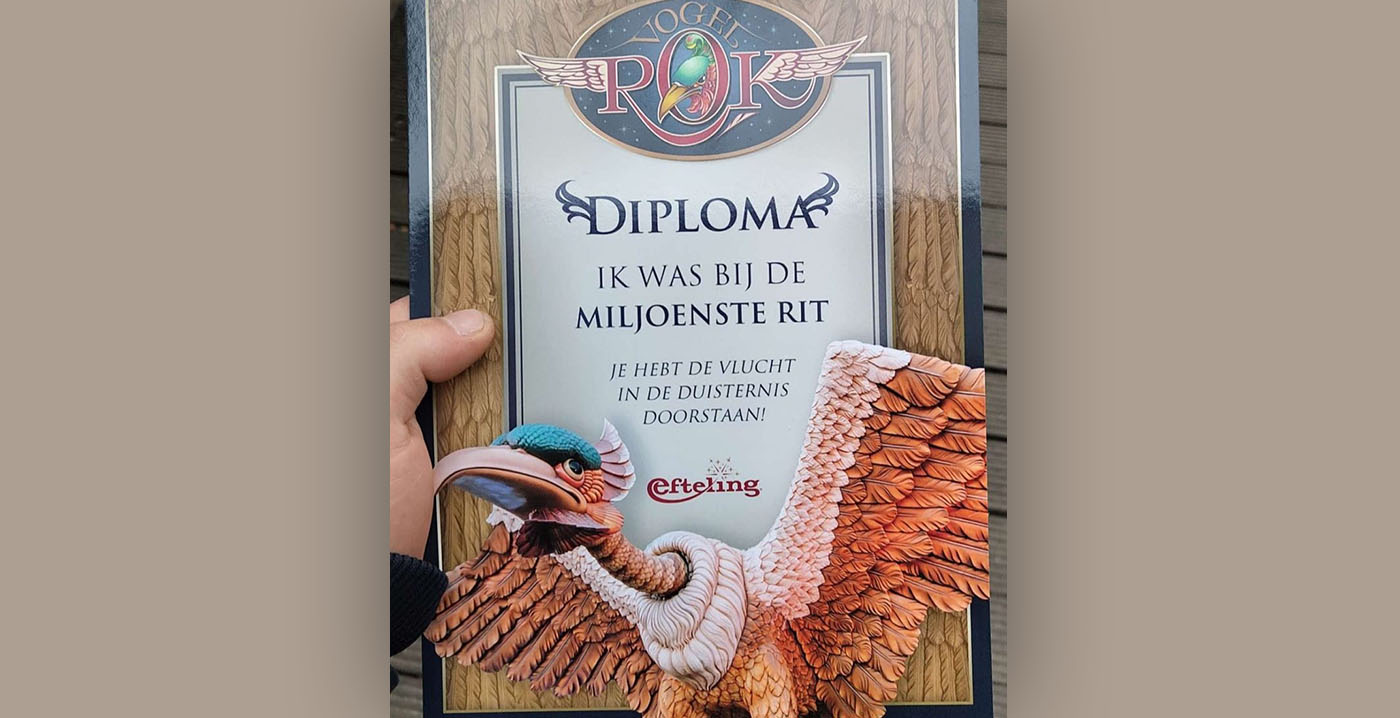 VOGEL
ROK
DIPLOMA
IK WAS BIJ DE
MILJOENSTE RIT
JE HEBT DE VLUCHT
IN DE DUISTERNIS
DOORSTAAN!
efteling